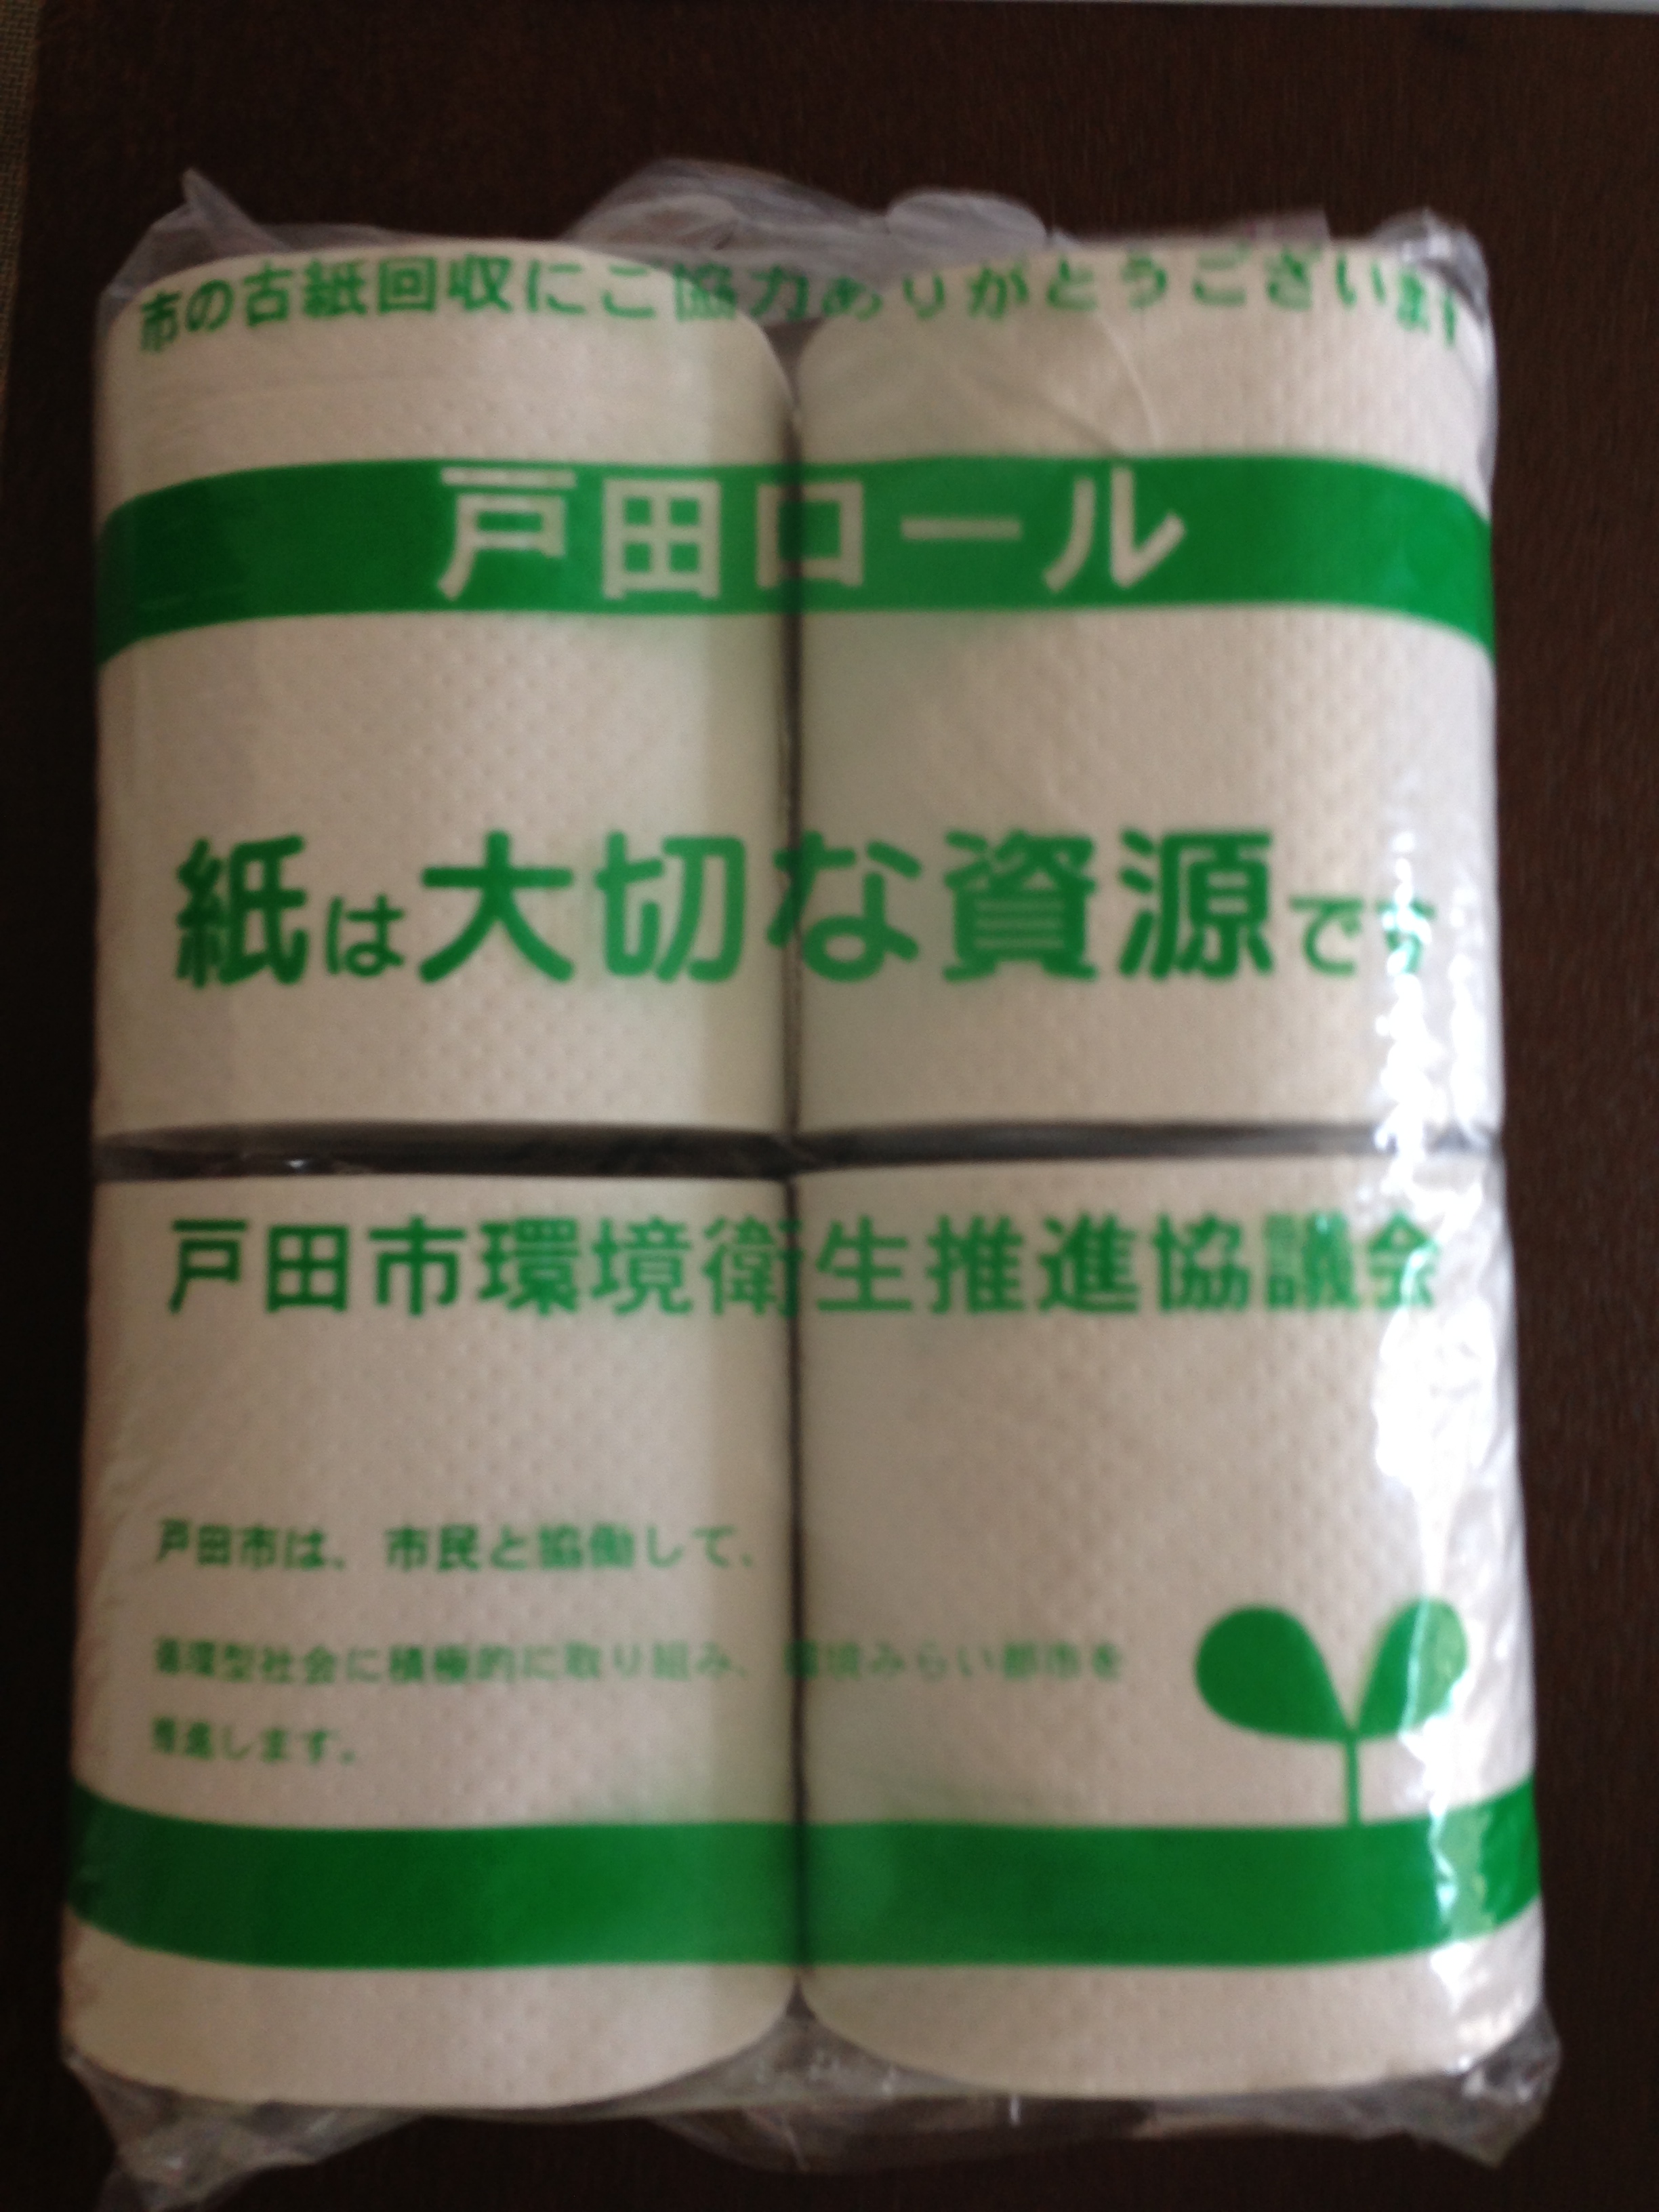 市の古紙回収にご協力ありがとうございます
戸田ロール
紙は大切な資源です
戸田市環境衛生推進協議会
戸田市は、市民と協働して、
循環型社会に積極的に取り組み、環境みらい都市を
推進します。